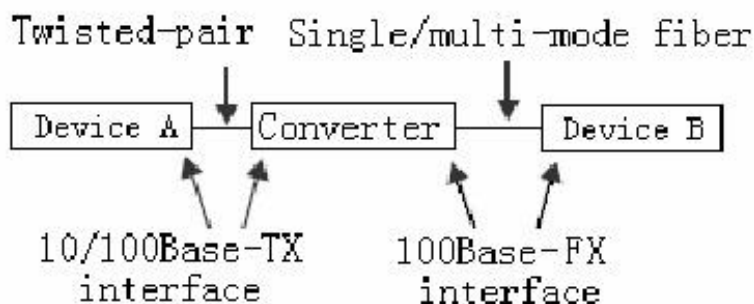 Twisted-pair Single/multi-mode fiber
Device A Converter Device B
10/100Base-TX 100Base-FX
interface interface